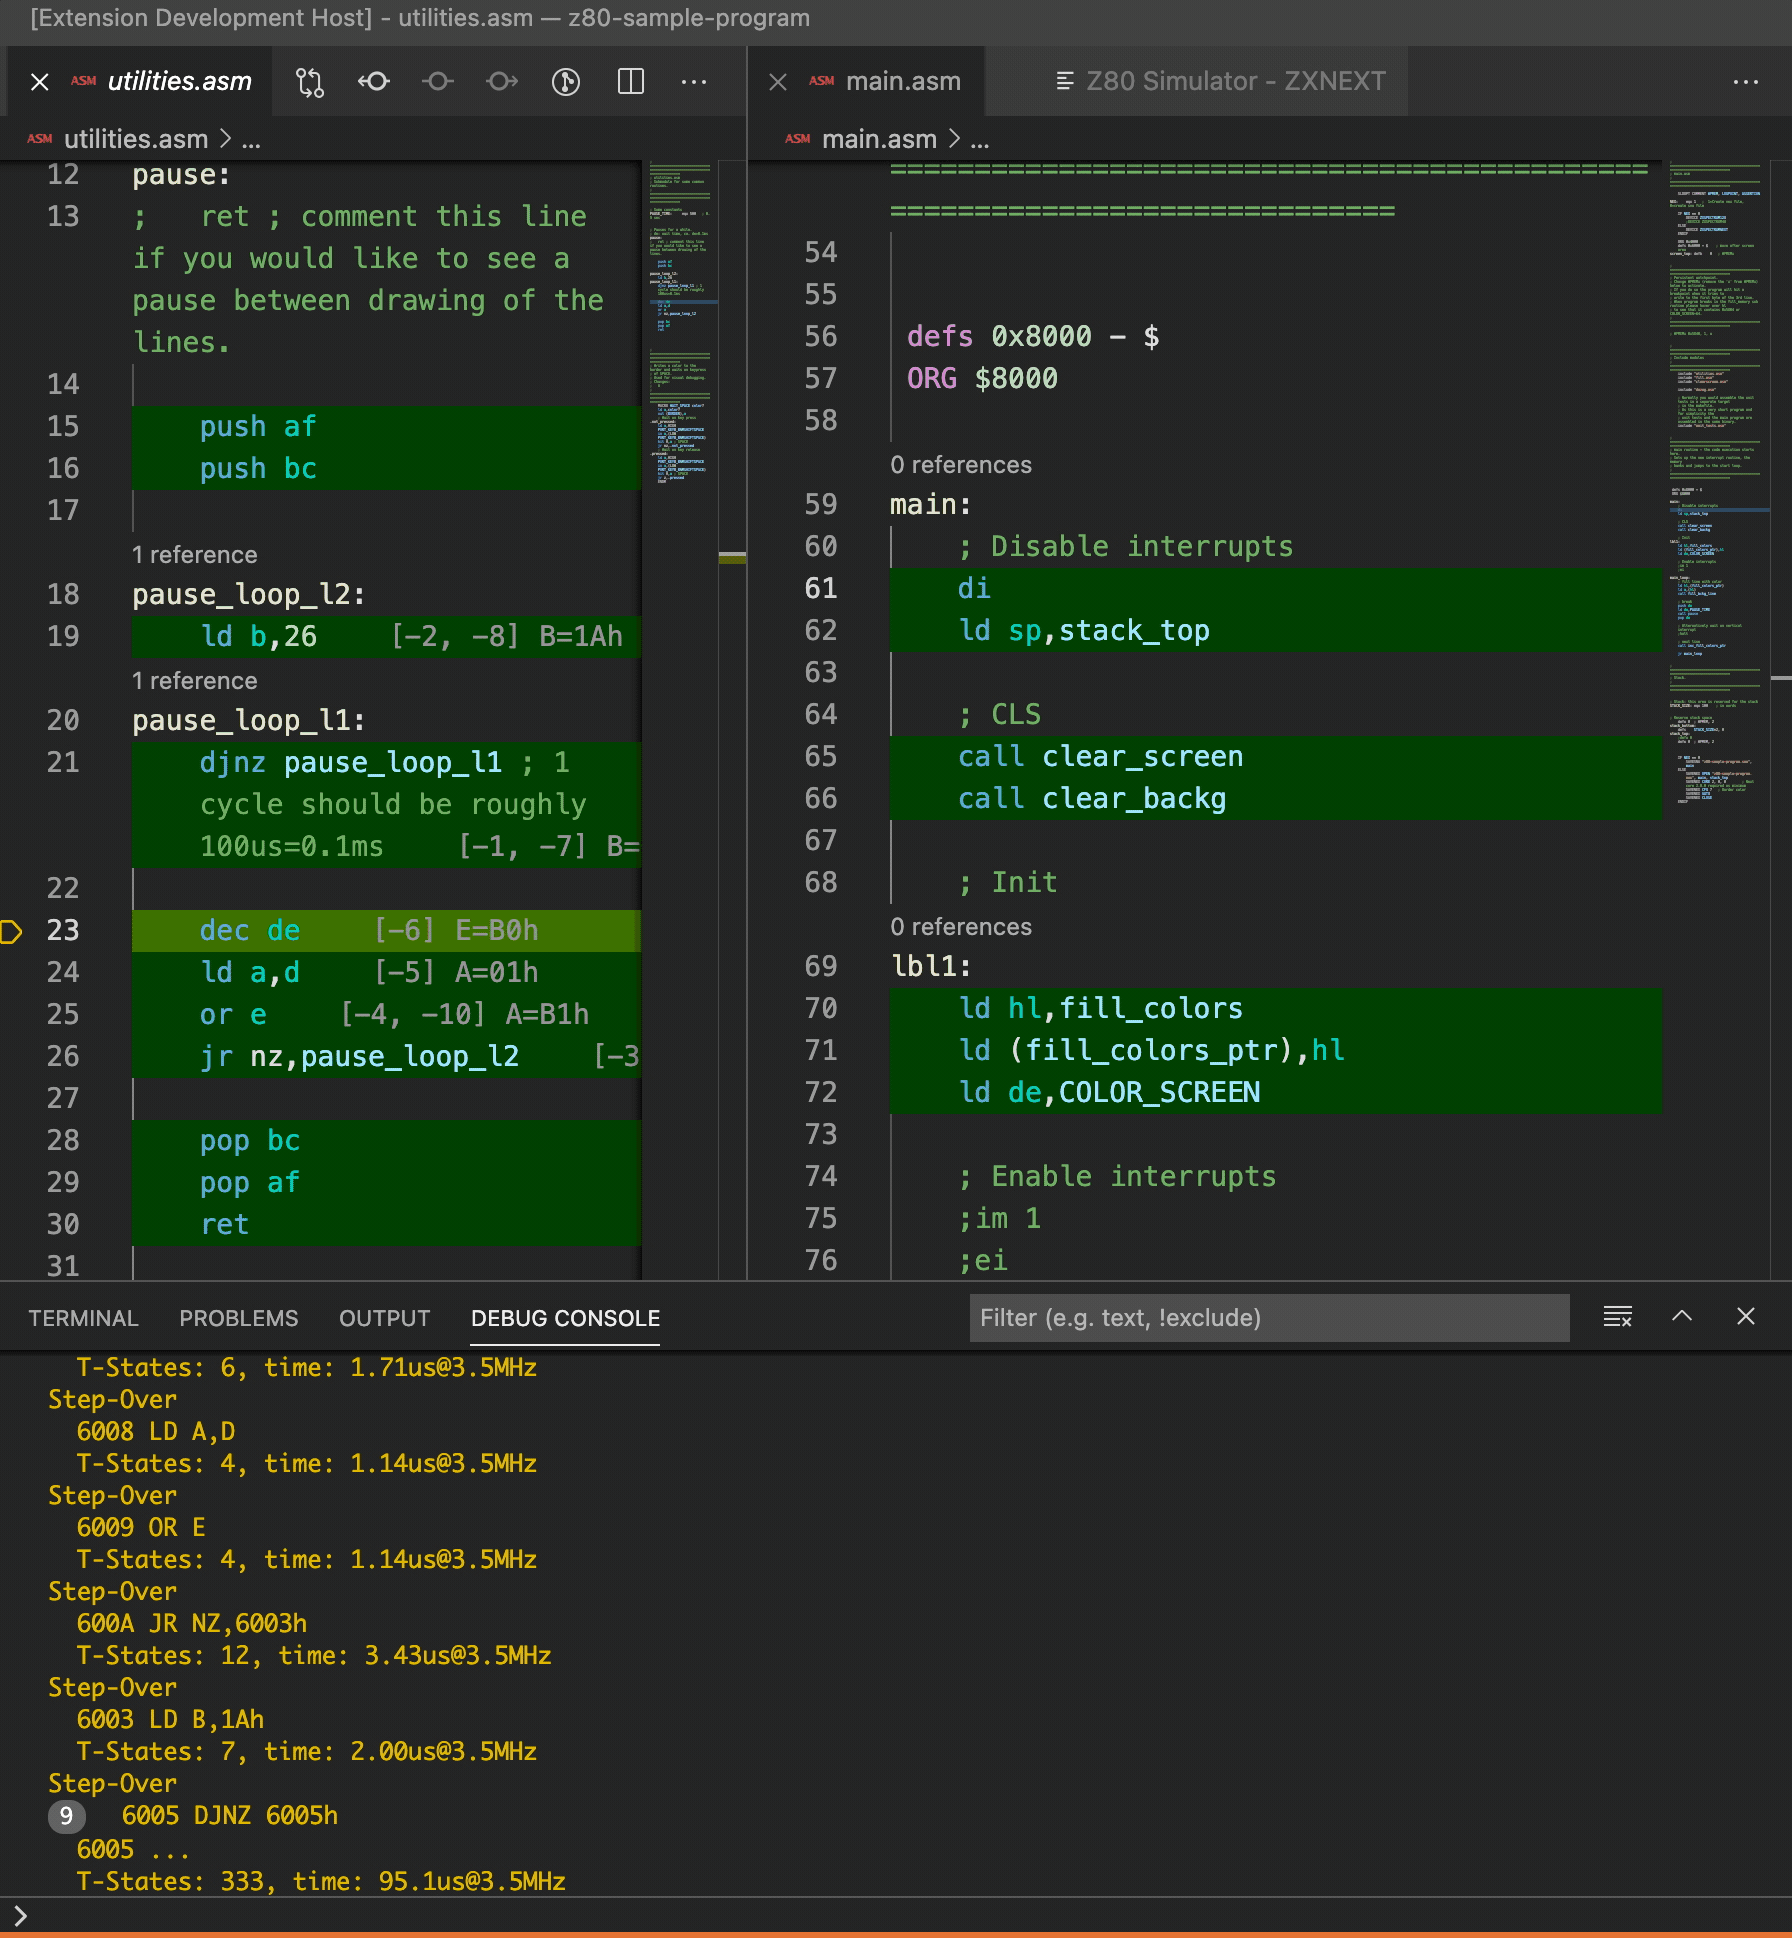 [Extension Development Host] - utilities.asm — z80-sample-program
ASM utilities.asm
ASM utilities.asm > ...
12 pause:
13 ;   ret ; comment this line
if you would like to see a
pause between drawing of the
lines.
14
15 push af
16 push bc
17
1 reference
18 pause_loop_l2:
19 ld b,26 [-2, -8] B=1Ah
1 reference
20 pause_loop_l1:
21 djnz pause_loop_l1 ; 1
cycle should be roughly
100us=0.1ms [-1, -7] B=
22
23 dec de [-6] E=B0h
24 ld a,d [-5] A=01h
25 or e [-4, -10] A=B1h
26 jr nz,pause_loop_l2 [-3
27
28 pop bc
29 pop af
30 ret
31
ASM main.asm
Z80 Simulator - ZXNEXT
ASM main.asm > ...
=============================================
==============================
54
55
56 defs 0x8000 - $
57 ORG $8000
58
0 references
59 main:
60 ; Disable interrupts
61 di
62 ld sp,stack_top
63
64 ; CLS
65 call clear_screen
66 call clear_backg
67
68 ; Init
0 references
69 lbl1:
70 ld hl,fill_colors
71 ld (fill_colors_ptr),hl
72 ld de,COLOR_SCREEN
73
74 ; Enable interrupts
75 ;im 1
76 ;ei
TERMINAL PROBLEMS OUTPUT DEBUG CONSOLE
Filter (e.g. text, !exclude)
T-States: 6, time: 1.71us@3.5MHz
Step-Over
6008 LD A,D
T-States: 4, time: 1.14us@3.5MHz
Step-Over
6009 OR E
T-States: 4, time: 1.14us@3.5MHz
Step-Over
600A JR NZ,6003h
T-States: 12, time: 3.43us@3.5MHz
Step-Over
6003 LD B,1Ah
T-States: 7, time: 2.00us@3.5MHz
Step-Over
9 6005 DJNZ 6005h
6005 ...
T-States: 333, time: 95.1us@3.5MHz
>